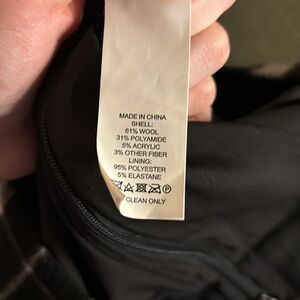 MADE IN CHINA
SHELL:
61% WOOL
31% POLYAMIDE
5% ACRYLIC
3% OTHER FIBER
LINING:
95% POLYESTER
5% ELASTANE
CLEAN ONLY